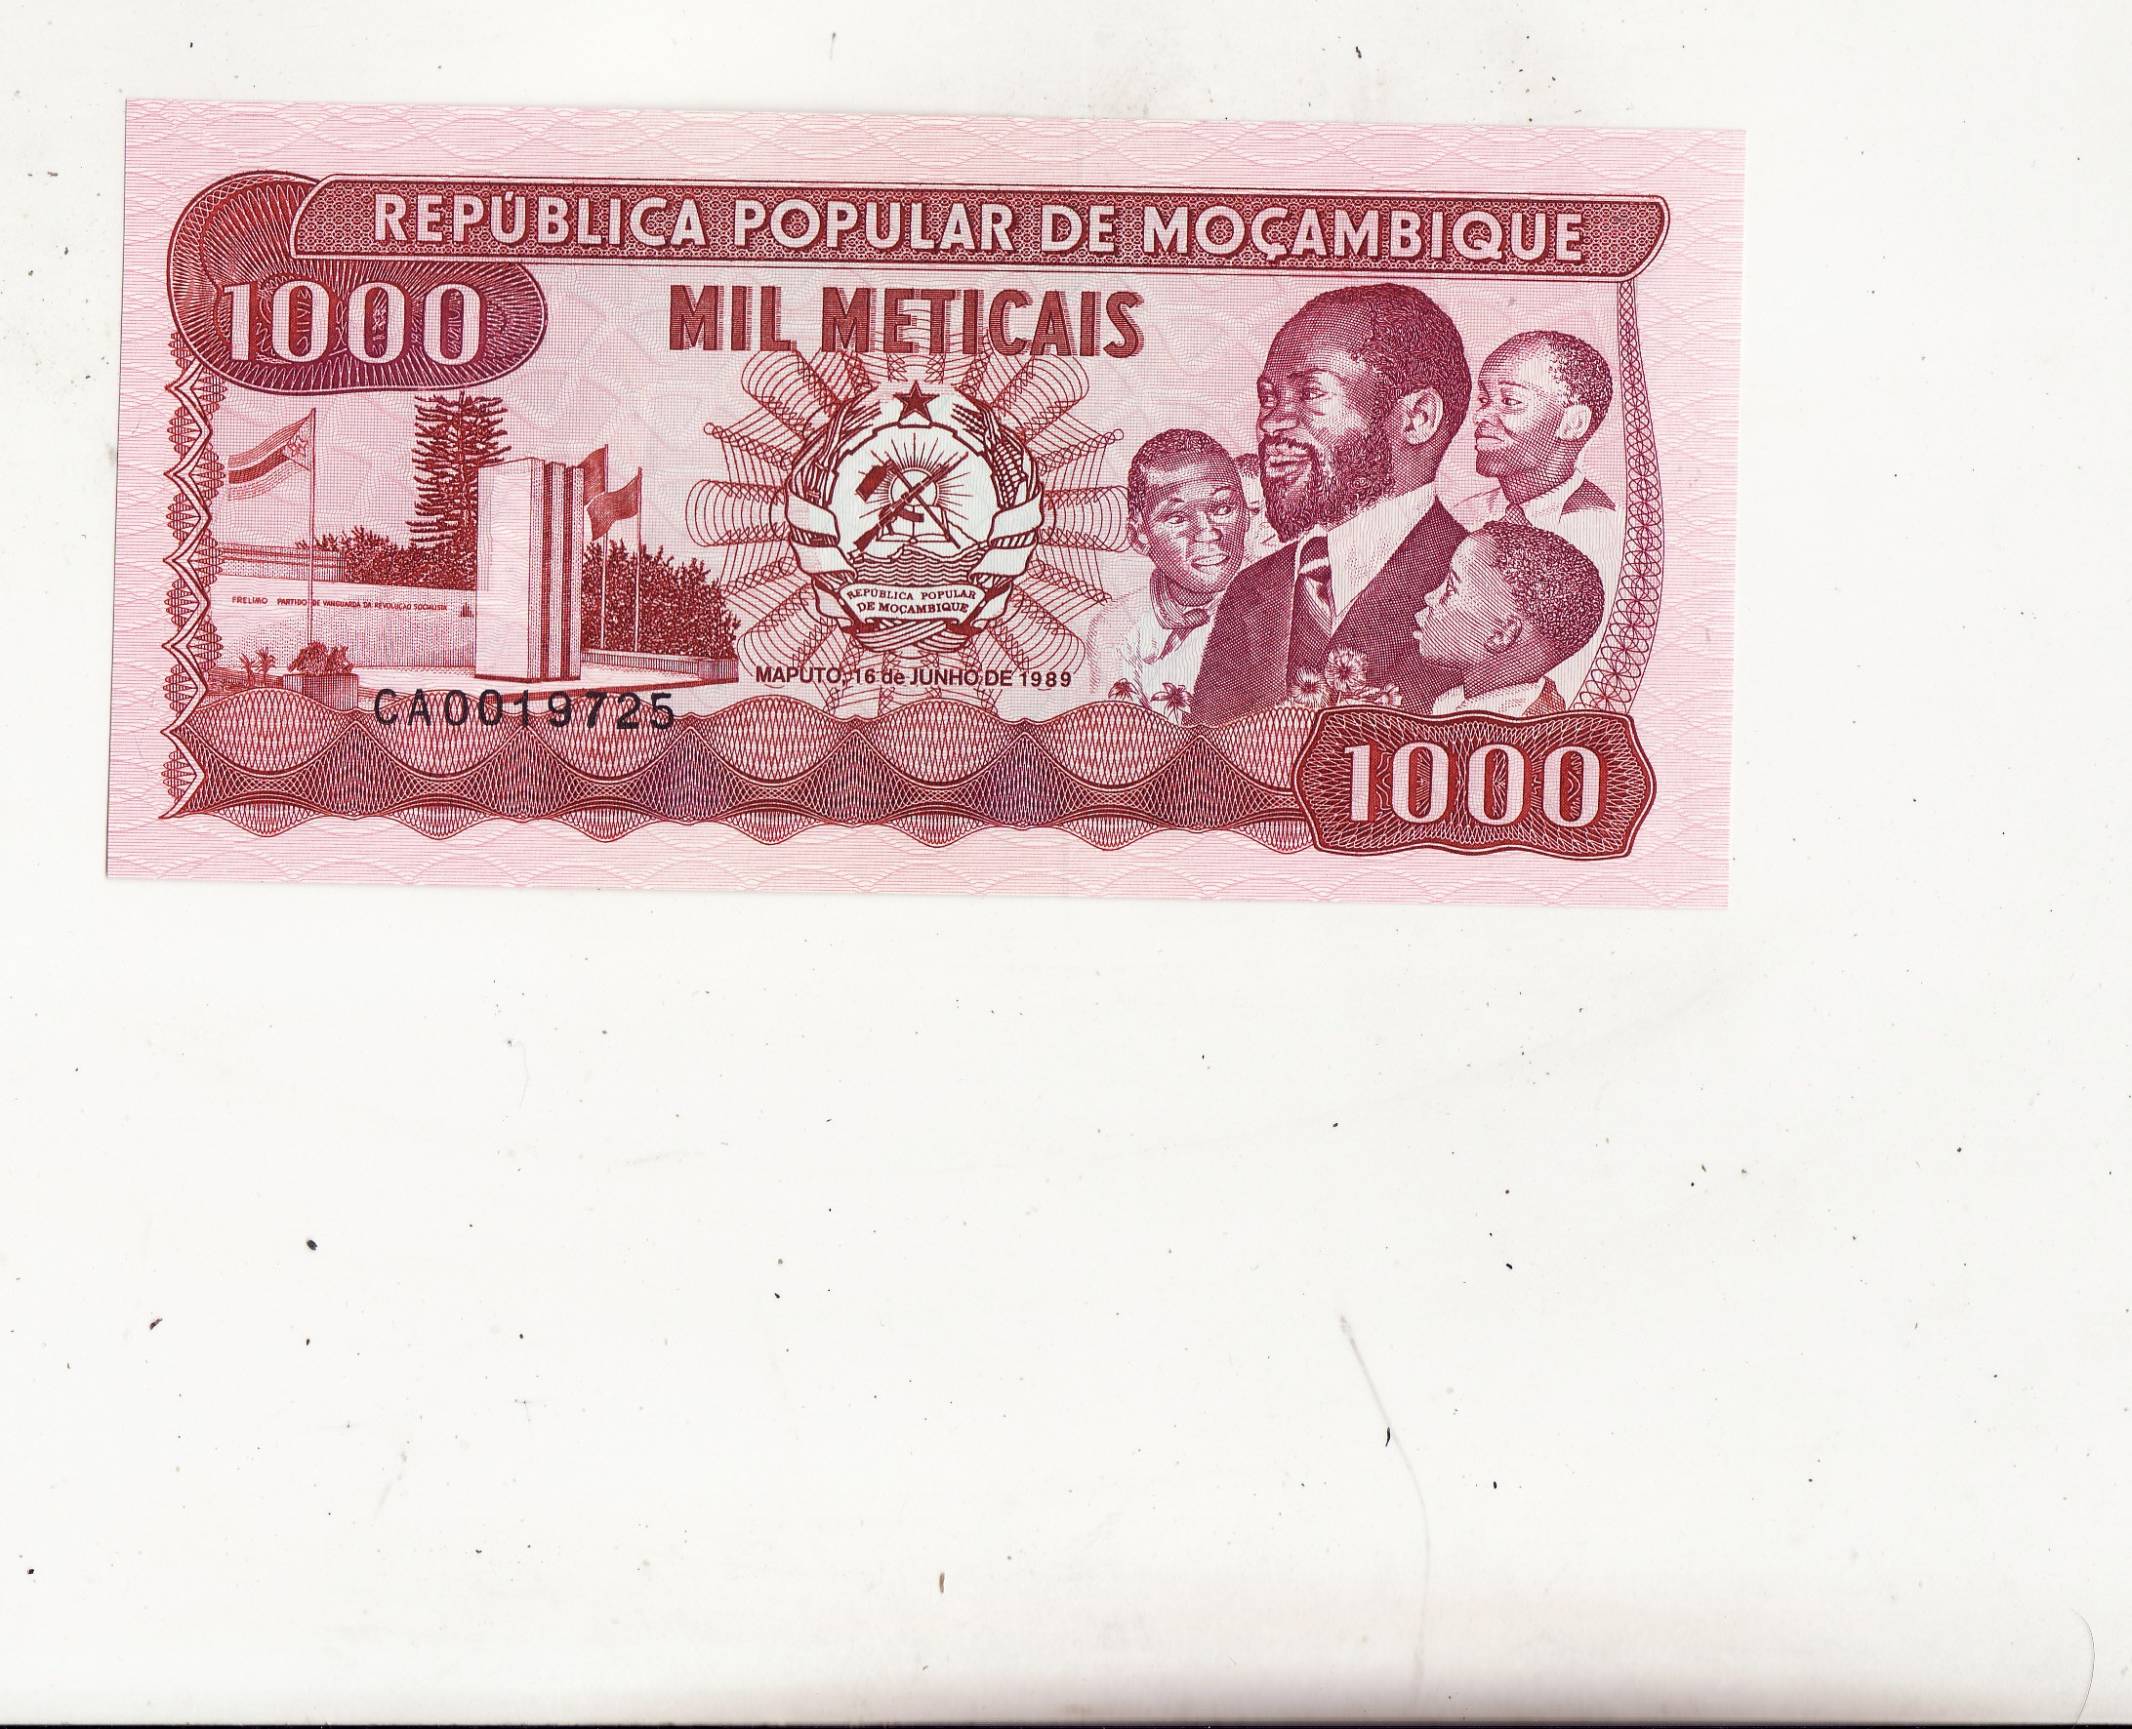 REPÚBLICA POPULAR DE MOÇAMBIQUE
1000
MIL METICAIS
FRELIMO PARTIDO DE VANGUARDA DA REVOLUÇÃO SOCIALISTA
REPÚBLICA POPULAR
DE MOÇAMBIQUE
MAPUTO, 16 de JUNHO DE 1989
CA0019725
1000